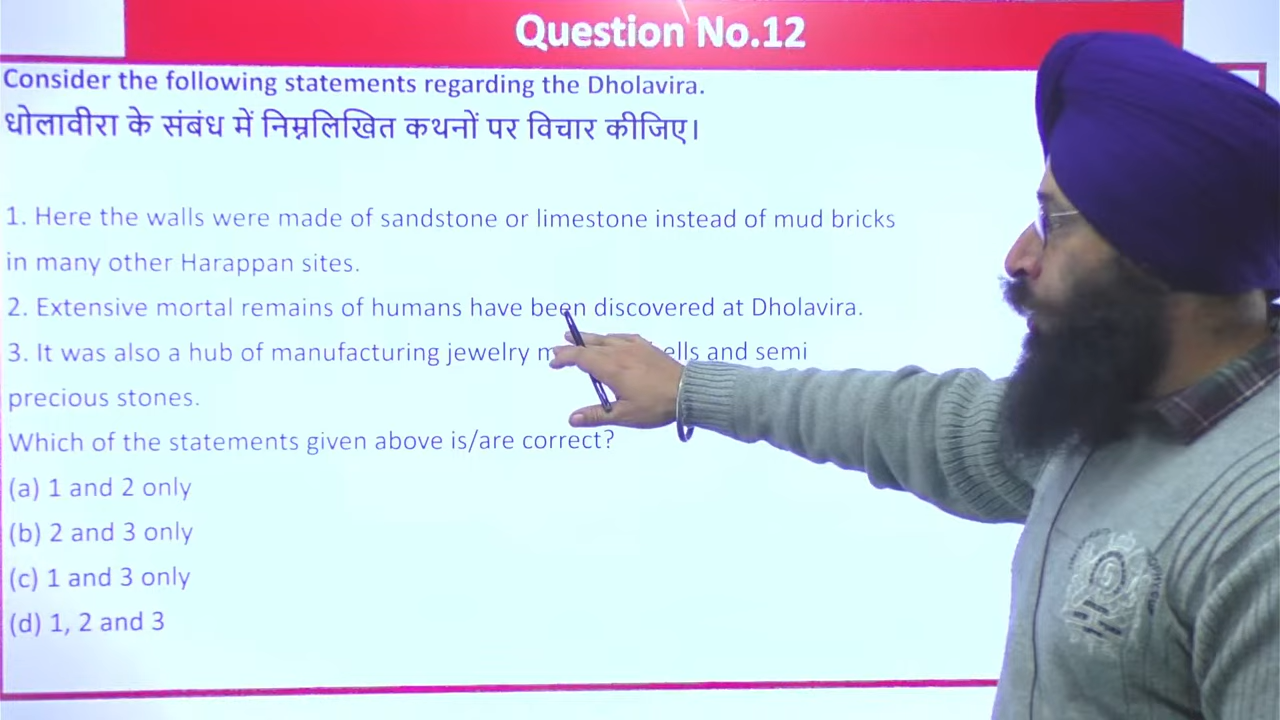 Question No.12
Consider the following statements regarding the Dholavira.
धोलावीरा के संबंध में निम्नलिखित कथनों पर विचार कीजिए।
1. Here the walls were made of sandstone or limestone instead of mud bricks
in many other Harappan sites.
2. Extensive mortal remains of humans have been discovered at Dholavira.
3. It was also a hub of manufacturing jewelry and semi
precious stones.
Which of the statements given above is/are correct?
(a) 1 and 2 only
(b) 2 and 3 only
(c) 1 and 3 only
(d) 1, 2 and 3